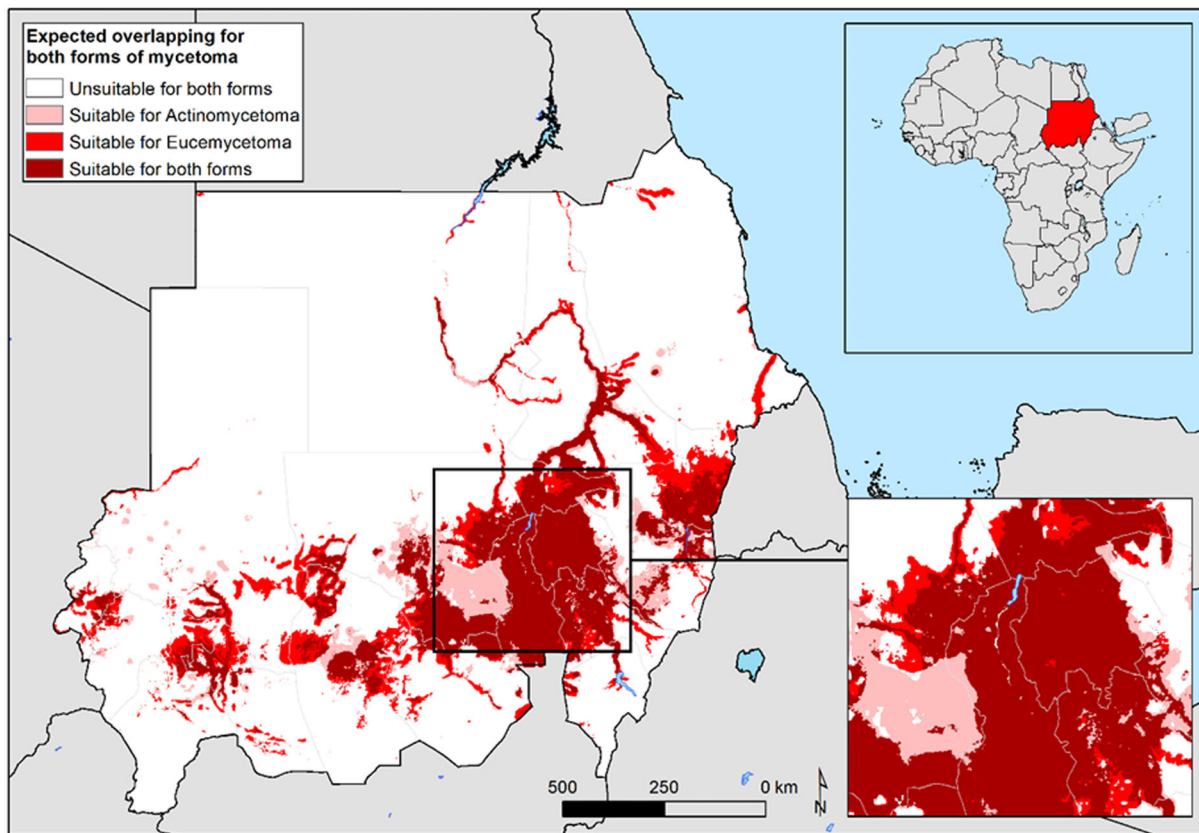 Expected overlapping for
both forms of mycetoma
Unsuitable for both forms
Suitable for Actinomycetoma
Suitable for Eucemycetoma
Suitable for both forms
500 250 0 km
N